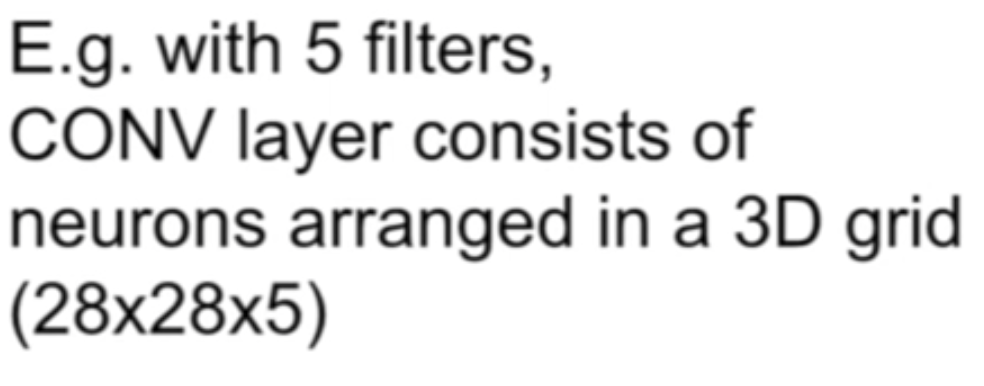 E.g. with 5 filters,
CONV layer consists of
neurons arranged in a 3D grid
(28x28x5)